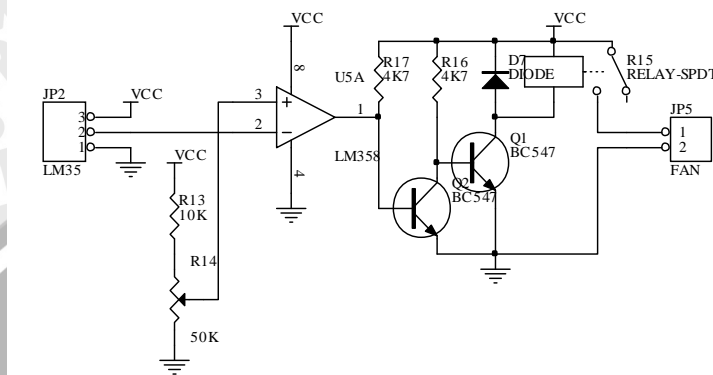 VCC
VCC
8
R17
4K7
R16
4K7
D7
DIODE
R15
RELAY-SPDT
U5A
JP2
VCC
3
2
1
LM35
3
2
1
4
LM358
Q1
BC547
Q2
BC547
JP5
1
2
FAN
VCC
R13
10K
R14
50K